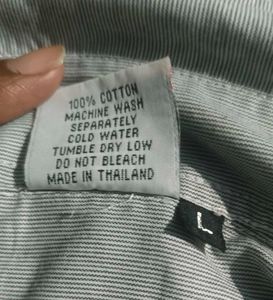 100% COTTON
MACHINE WASH
SEPARATELY
COLD WATER
TUMBLE DRY LOW
DO NOT BLEACH
MADE IN THAILAND
L